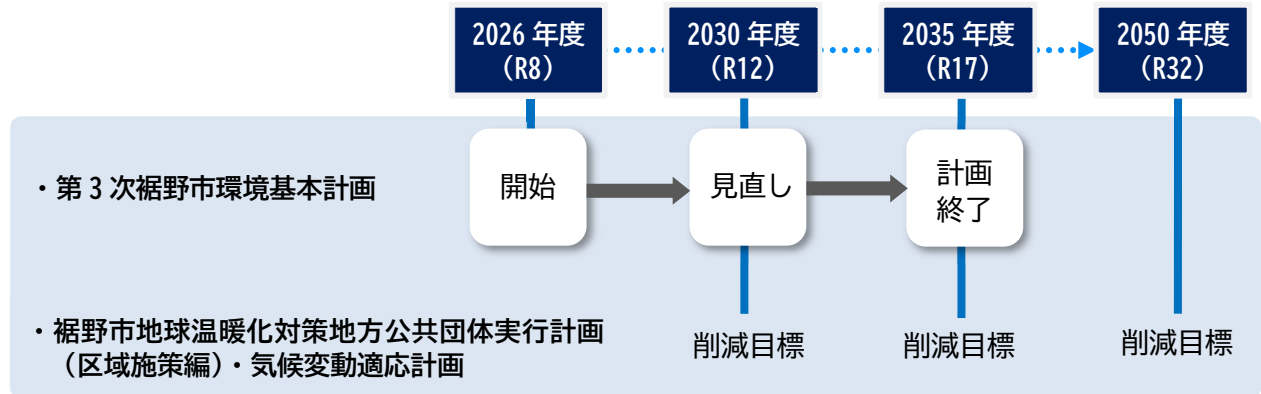 2026 年度
（R8）
2030 年度
（R12）
2035 年度
（R17）
2050 年度
（R32）
・第 3 次裾野市環境基本計画
開始
見直し
計画
終了
・裾野市地球温暖化対策地方公共団体実行計画
（区域施策編）・気候変動適応計画
削減目標
削減目標
削減目標